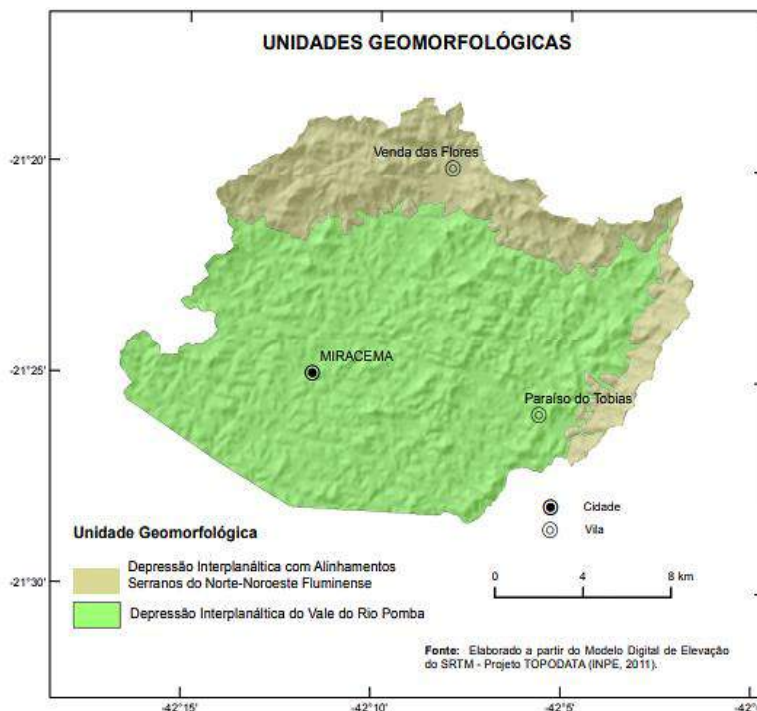 UNIDADES GEOMORFOLÓGICAS
-21°20'
Venda das Flores
-21°25'
MIRACEMA
Paraíso do Tobias
Cidade
Vila
Unidade Geomorfológica
Depressão Interplanáltica com Alinhamentos
Serranos do Norte-Noroeste Fluminense
-21°30'
0 4 8 km
Depressão Interplanáltica do Vale do Rio Pomba
Fonte: Elaborado a partir do Modelo Digital de Elevação
do SRTM - Projeto TOPODATA (INPE, 2011).
-42°15' -42°10' -42°5'